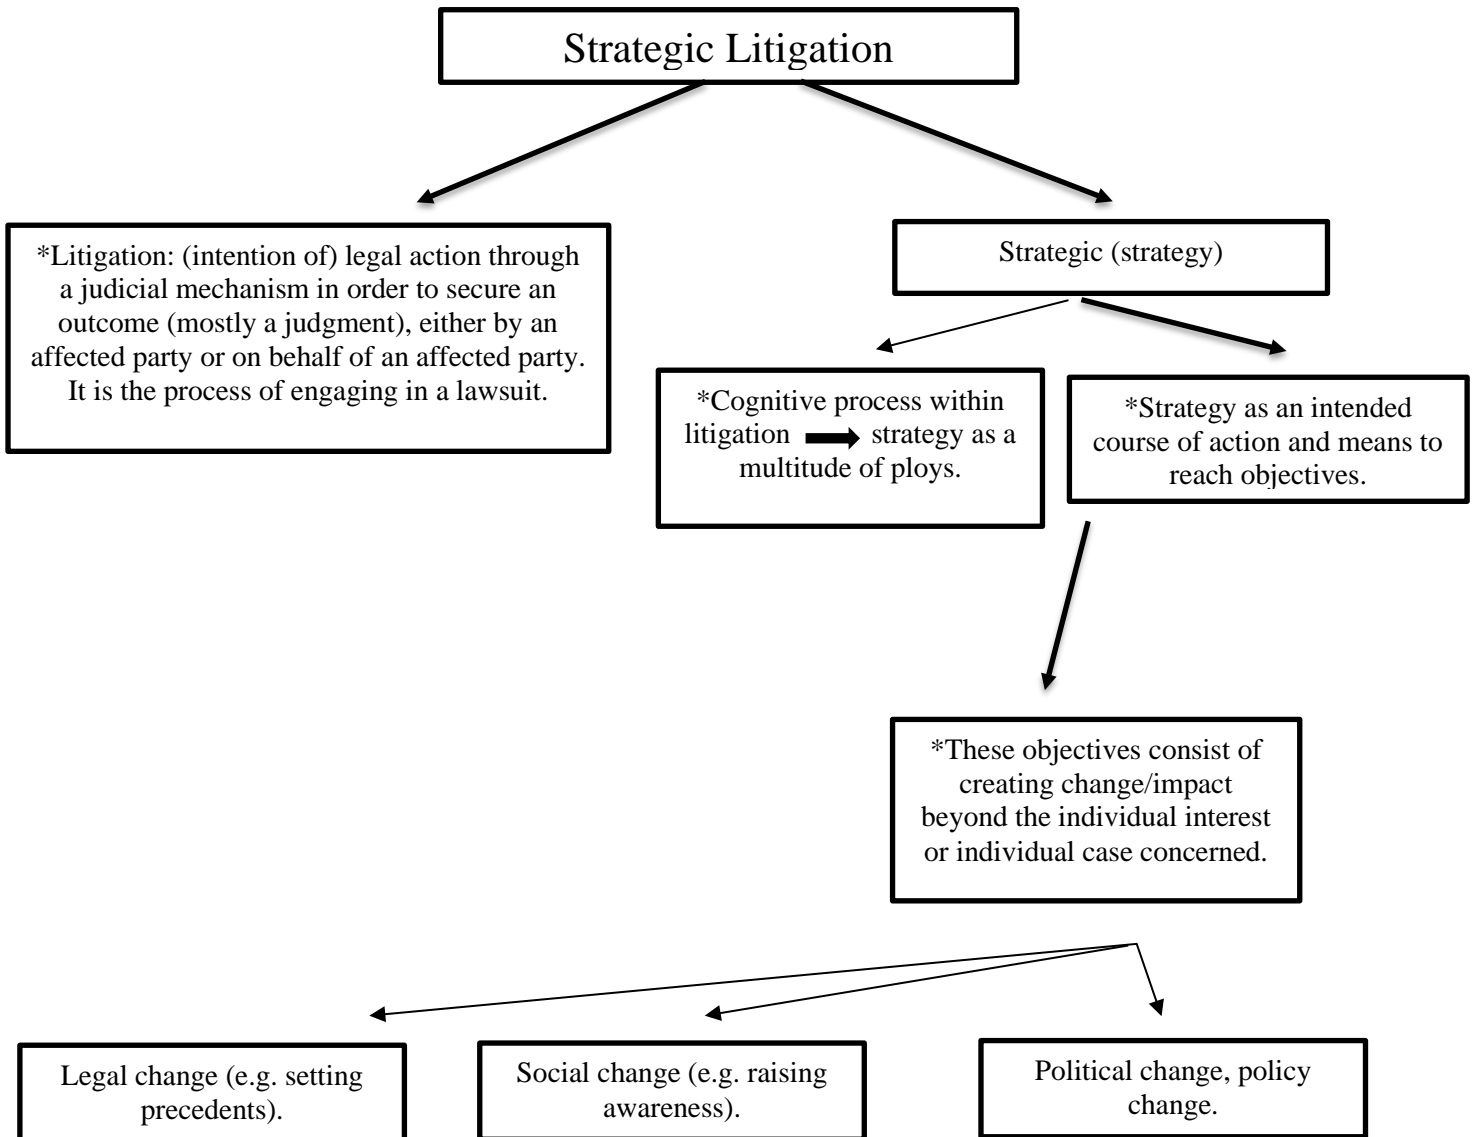 Strategic Litigation
*Litigation: (intention of) legal action through
a judicial mechanism in order to secure an
outcome (mostly a judgment), either by an
affected party or on behalf of an affected party.
It is the process of engaging in a lawsuit.
Strategic (strategy)
*Cognitive process within
litigation strategy as a
multitude of ploys.
*Strategy as an intended
course of action and means to
reach objectives.
*These objectives consist of
creating change/impact
beyond the individual interest
or individual case concerned.
Legal change (e.g. setting
precedents).
Social change (e.g. raising
awareness).
Political change, policy
change.